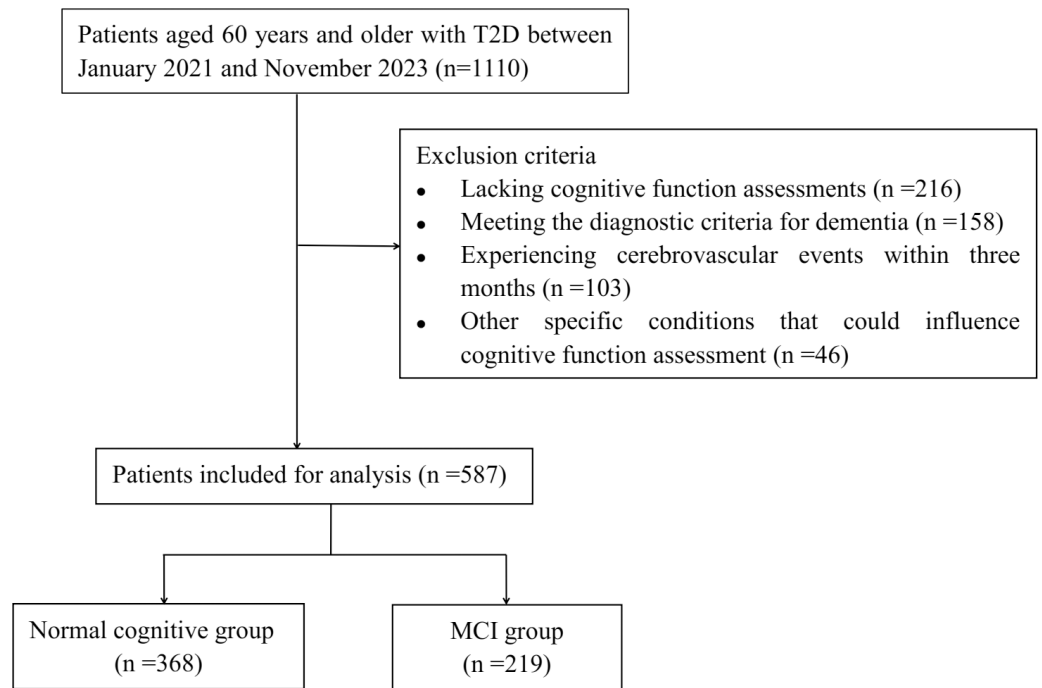 Patients aged 60 years and older with T2D between
January 2021 and November 2023 (n=1110)
Exclusion criteria
● Lacking cognitive function assessments (n =216)
● Meeting the diagnostic criteria for dementia (n =158)
● Experiencing cerebrovascular events within three
months (n =103)
● Other specific conditions that could influence
cognitive function assessment (n =46)
Patients included for analysis (n =587)
Normal cognitive group
(n =368)
MCI group
(n =219)